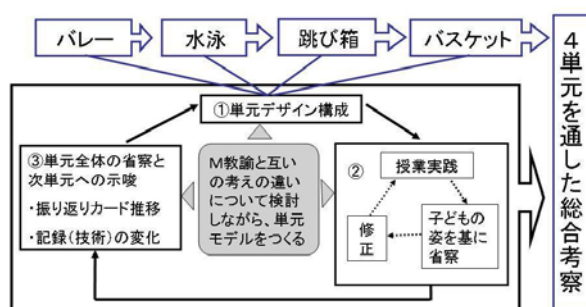 バレー
水泳
跳び箱
バスケット
４単元を通した総合考察
①単元デザイン構成
③単元全体の省察と
次単元への示唆
・振り返りカード推移
・記録(技術)の変化
M教諭と互い
の考えの違い
について検討
しながら、単元
モデルをつくる
②
授業実践
子どもの
姿を基に
省察
修
正